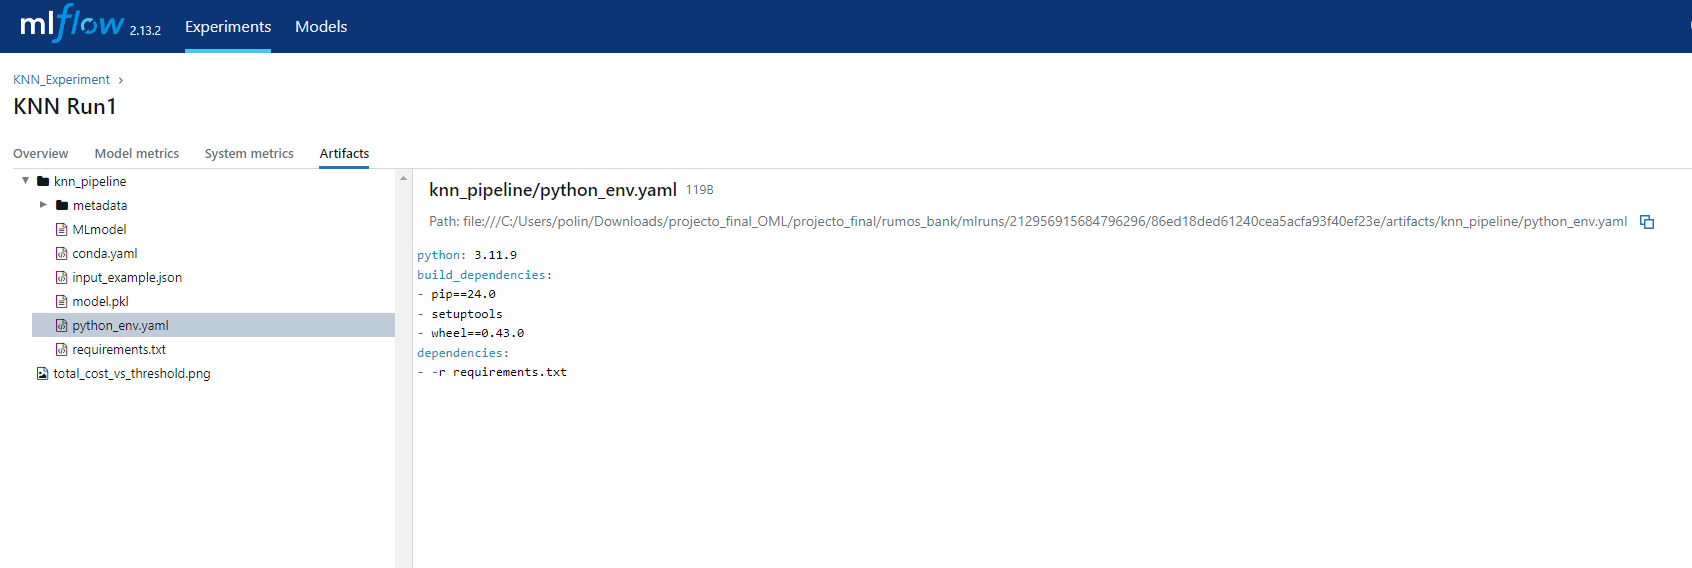 mlflow 2.13.2 Experiments Models
KNN_Experiment
KNN Run1
Overview Model metrics System metrics Artifacts
knn_pipeline
metadata
MLmodel
conda.yaml
input_example.json
model.pkl
python_env.yaml
requirements.txt
total_cost_vs_threshold.png
knn_pipeline/python_env.yaml 119B
Path: file:///C:/Users/polin/Downloads/projecto_final_OML/projecto_final/rumos_bank/mlruns/212956915684796296/86ed18ded61240cea5acfa93f40ef23e/artifacts/knn_pipeline/python_env.yaml
python: 3.11.9
build_dependencies:
- pip==24.0
- setuptools
- wheel==0.43.0
dependencies:
- -r requirements.txt